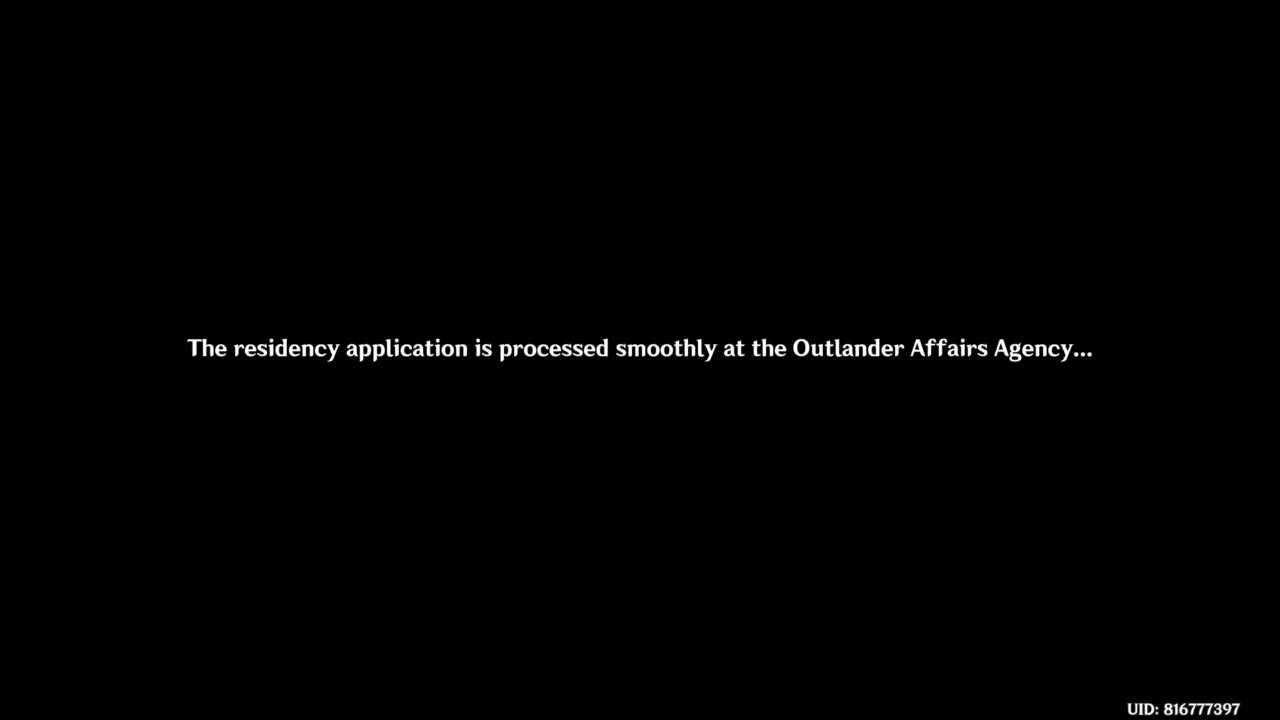 The residency application is processed smoothly at the Outlander Affairs Agency...
UID: 816777397